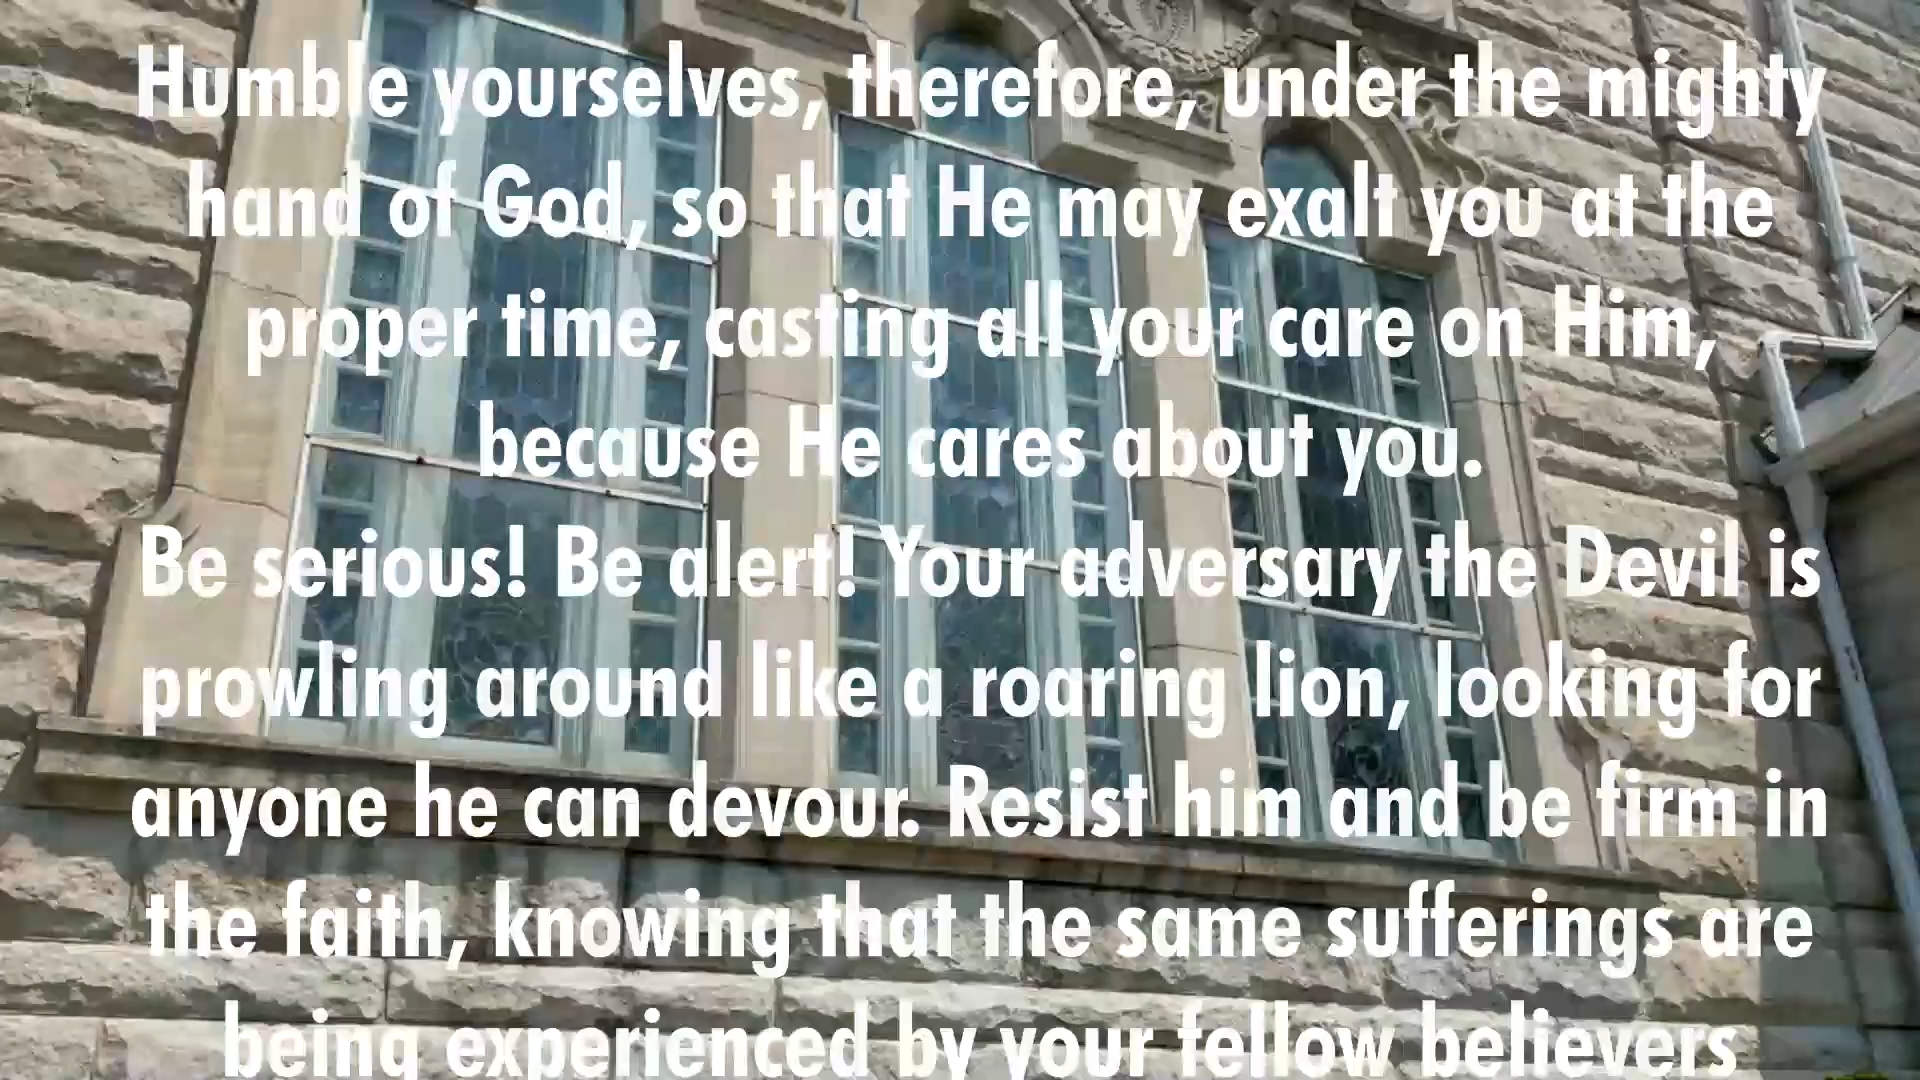 Humble yourselves, therefore, under the mighty
hand of God, so that He may exalt you at the
proper time, casting all your care on Him,
because He cares about you.
Be serious! Be alert! Your adversary the Devil is
prowling around like a roaring lion, looking for
anyone he can devour. Resist him and be firm in
the faith, knowing that the same sufferings are
being experienced by your fellow believers